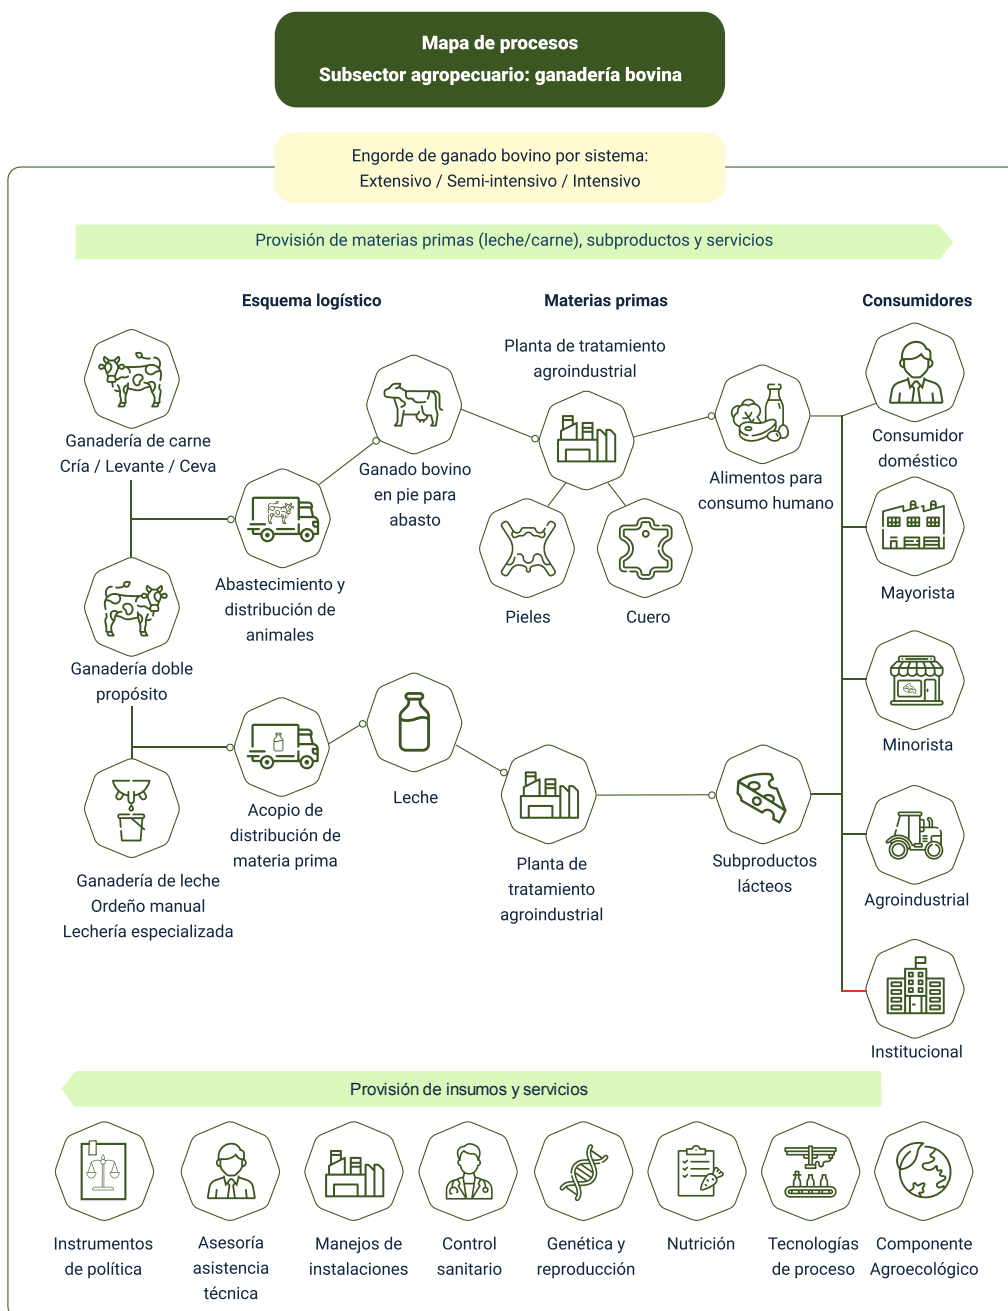 Mapa de procesos
Subsector agropecuario: ganadería bovina
Engorde de ganado bovino por sistema:
Extensivo / Semi-intensivo / Intensivo
Provisión de materias primas (leche/carne), subproductos y servicios
Esquema logístico
Materias primas
Consumidores
Ganadería de carne
Cría / Levante / Ceva
Ganado bovino
en pie para
abasto
Planta de tratamiento
agroindustrial
Alimentos para
consumo humano
Consumidor
doméstico
Abastecimiento y
distribución de
animales
Pieles
Cuero
Mayorista
Ganadería doble
propósito
Minorista
Acopio de
distribución de
materia prima
Leche
Planta de
tratamiento
agroindustrial
Subproductos
lácteos
Ganadería de leche
Ordeño manual
Lechería especializada
Agroindustrial
Institucional
Provisión de insumos y servicios
Instrumentos
de política
Asesoría
asistencia
técnica
Manejos de
instalaciones
Control
sanitario
Genética y
reproducción
Nutrición
Tecnologías
de proceso
Componente
Agroecológico